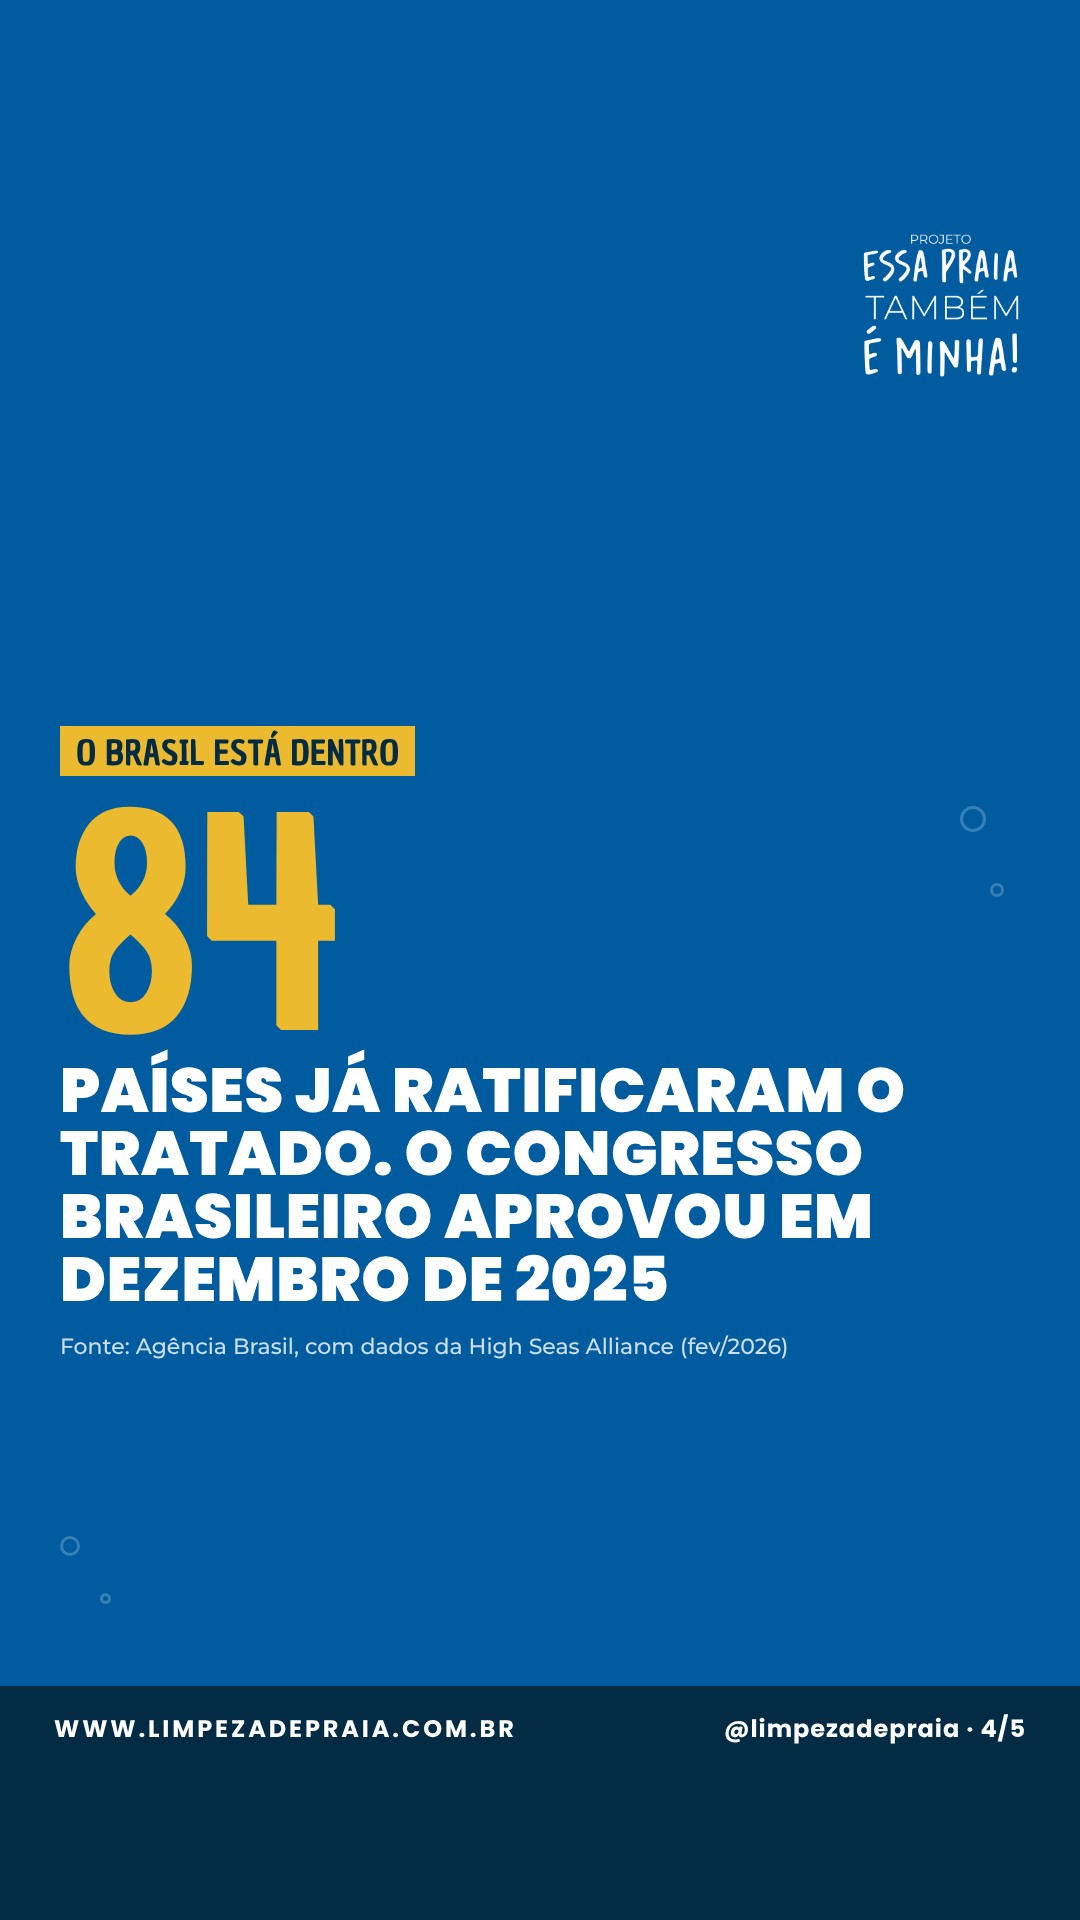 PROJETO
ESSA PRAIA
TAMBÉM
É MINHA!
O BRASIL ESTÁ DENTRO
84
PAÍSES JÁ RATIFICARAM O
TRATADO. O CONGRESSO
BRASILEIRO APROVOU EM
DEZEMBRO DE 2025
Fonte: Agência Brasil, com dados da High Seas Alliance (fev/2026)
WWW.LIMPEZADEPRAIA.COM.BR
@limpezadepraia · 4/5